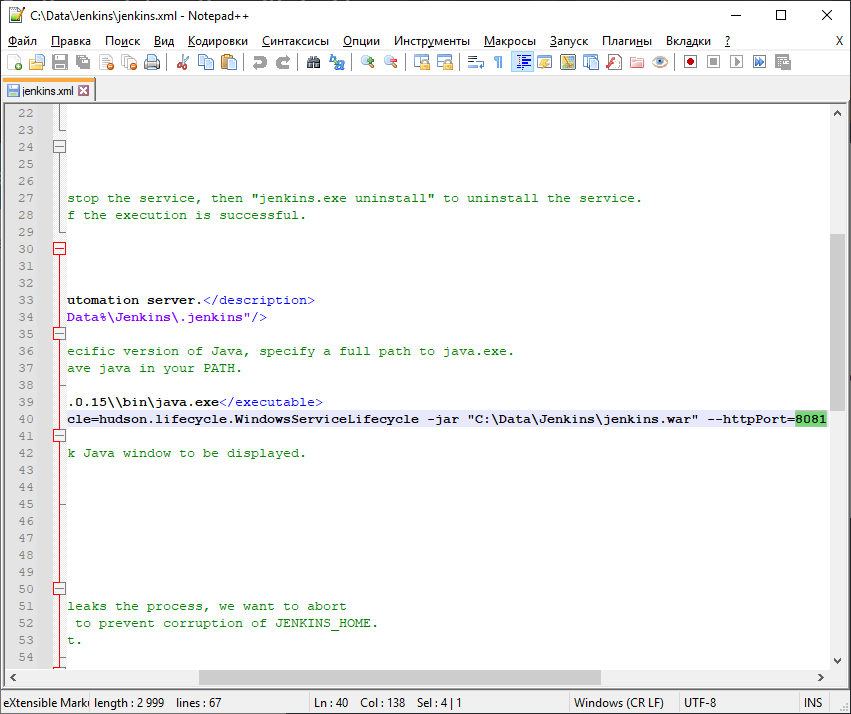 C:\Data\Jenkins\jenkins.xml - Notepad++
Файл Правка Поиск Вид Кодировки Синтаксисы Опции Инструменты Макросы Запуск Плагины Вкладки ? X
jenkins.xml
22
23
24
25
26
27 stop the service, then "jenkins.exe uninstall" to uninstall the service.
28 f the execution is successful.
29
30
31
32
33 utomation server.</description>
34 Data%\Jenkins\.jenkins"/>
35
36 ecific version of Java, specify a full path to java.exe.
37 ave java in your PATH.
38
39 .0.15\\bin\java.exe</executable>
40 cle=hudson.lifecycle.WindowsServiceLifecycle -jar "C:\Data\Jenkins\jenkins.war" --httpPort=8081
41
42 k Java window to be displayed.
43
44
45
46
47
48
49
50
51 leaks the process, we want to abort
52 to prevent corruption of JENKINS_HOME.
53 t.
54
eXtensible Marku length : 2 999 lines : 67 Ln : 40 Col : 138 Sel : 4 | 1 Windows (CR LF) UTF-8 INS